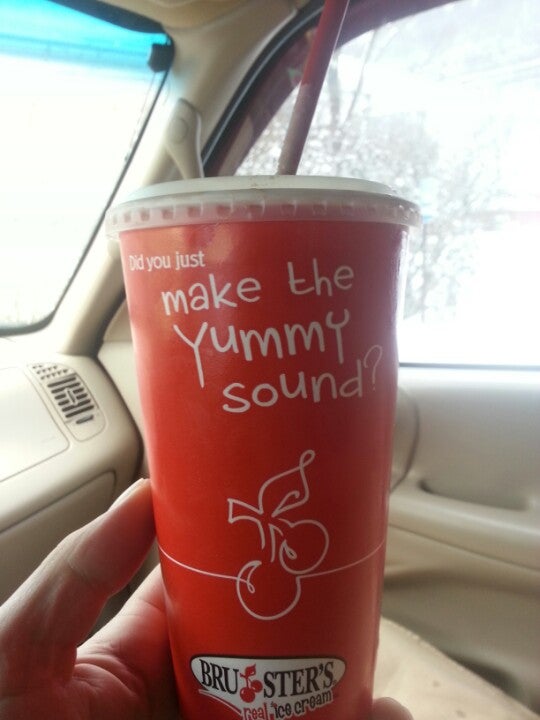 Did you just
make the
Yummy
sound?
BRUSTER'S
real ice cream